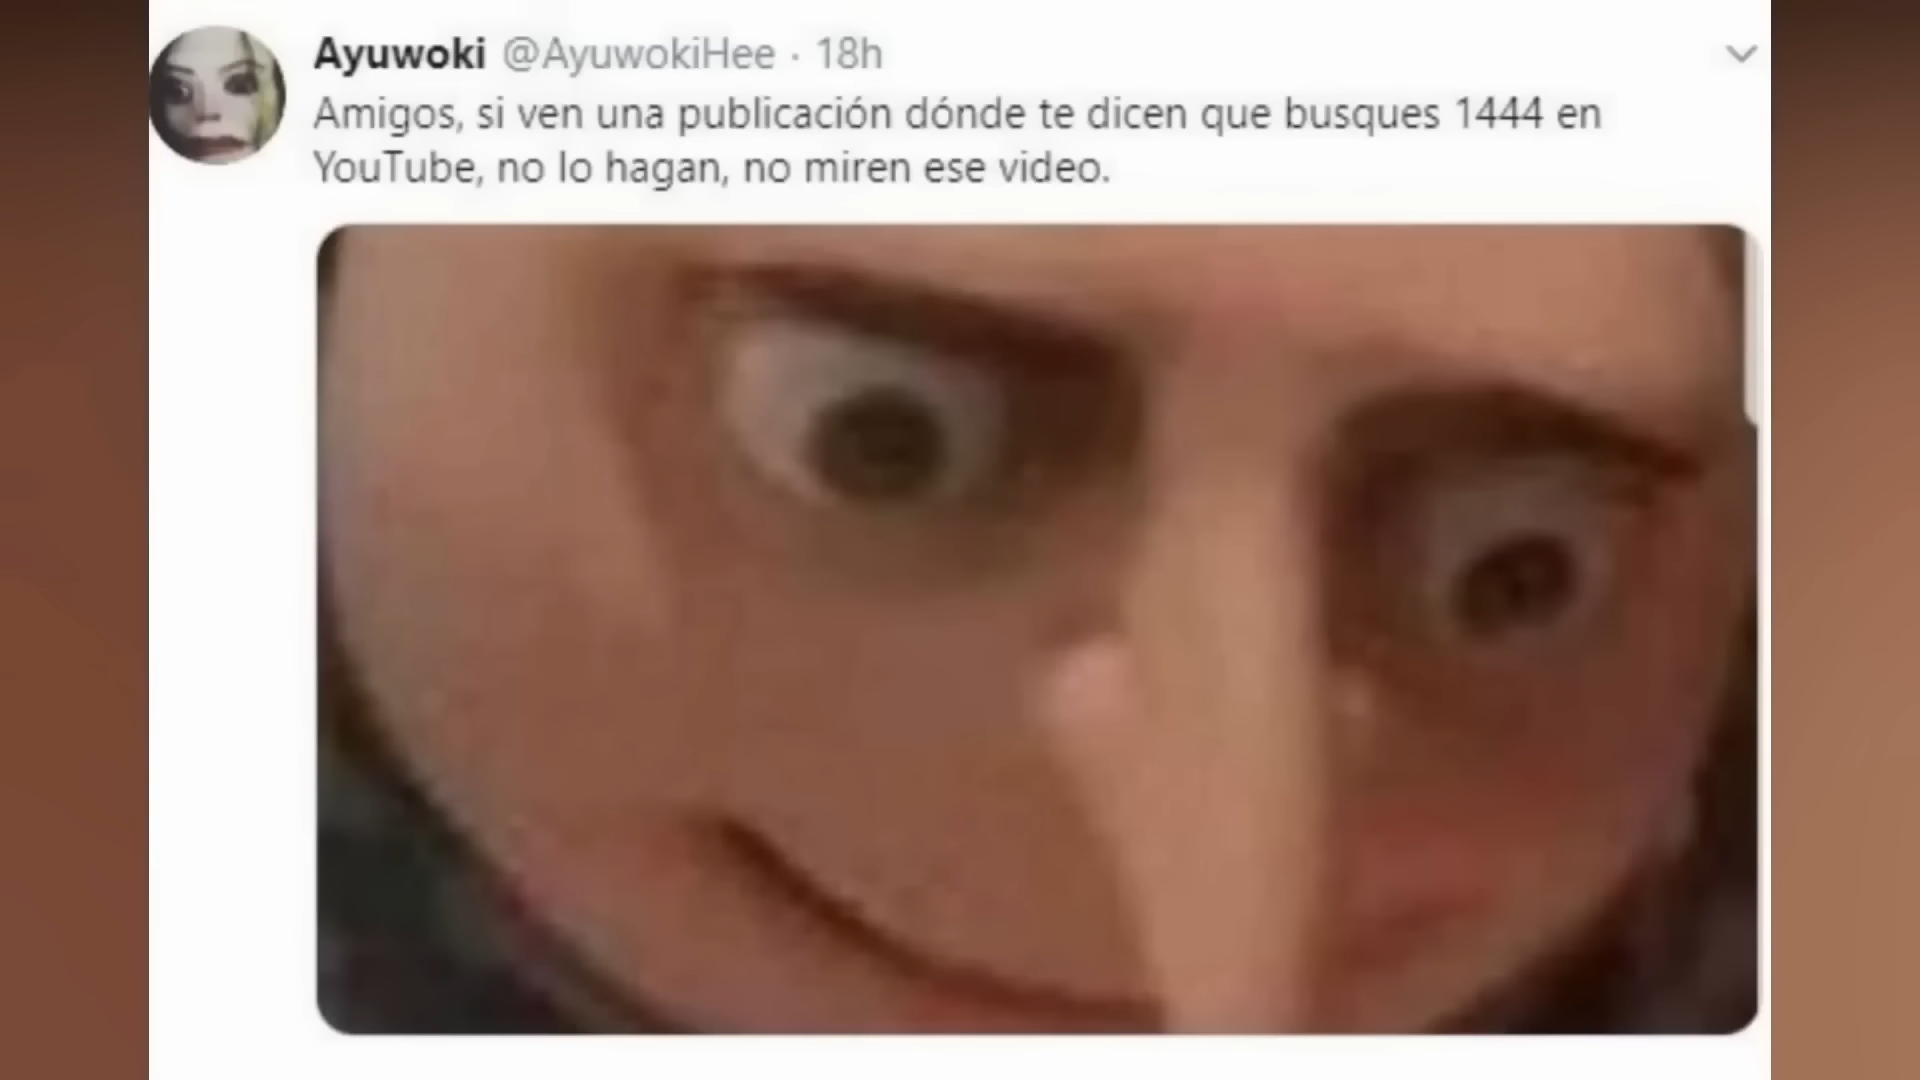 Ayuwoki @AyuwokiHee · 18h
Amigos, si ven una publicación dónde te dicen que busques 1444 en
YouTube, no lo hagan, no miren ese video.